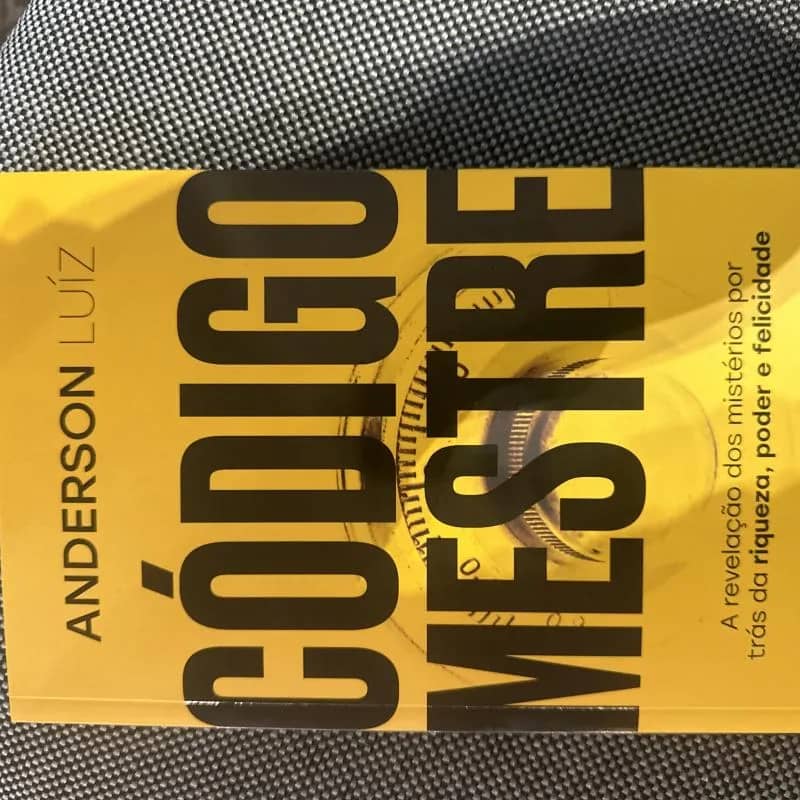 ANDERSON LUÍZ
CÓDIGO
MESTRE
A revelação dos mistérios por
trás da riqueza, poder e felicidade